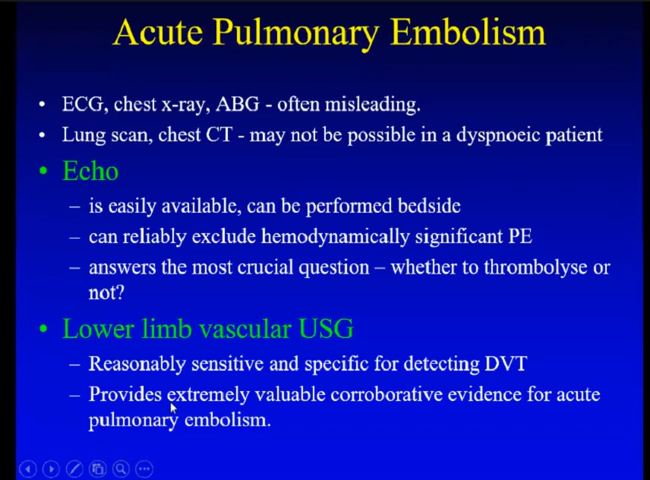 Acute Pulmonary Embolism
• ECG, chest x-ray, ABG - often misleading.
• Lung scan, chest CT - may not be possible in a dyspnoeic patient
• Echo
– is easily available, can be performed bedside
– can reliably exclude hemodynamically significant PE
– answers the most crucial question – whether to thrombolyse or
not?
• Lower limb vascular USG
– Reasonably sensitive and specific for detecting DVT
– Provides extremely valuable corroborative evidence for acute
pulmonary embolism.